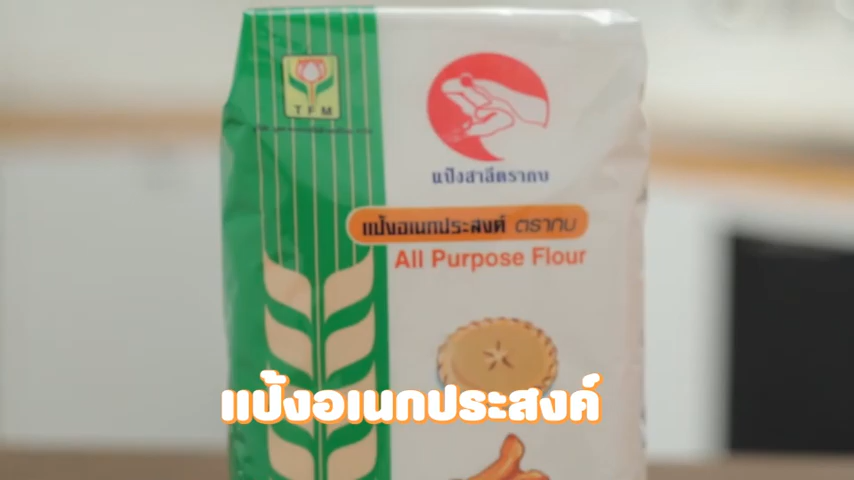 TFM
แป้งสาลีตรากบ
แป้งอเนกประสงค์ ตรากบ
All Purpose Flour
แป้งอเนกประสงค์